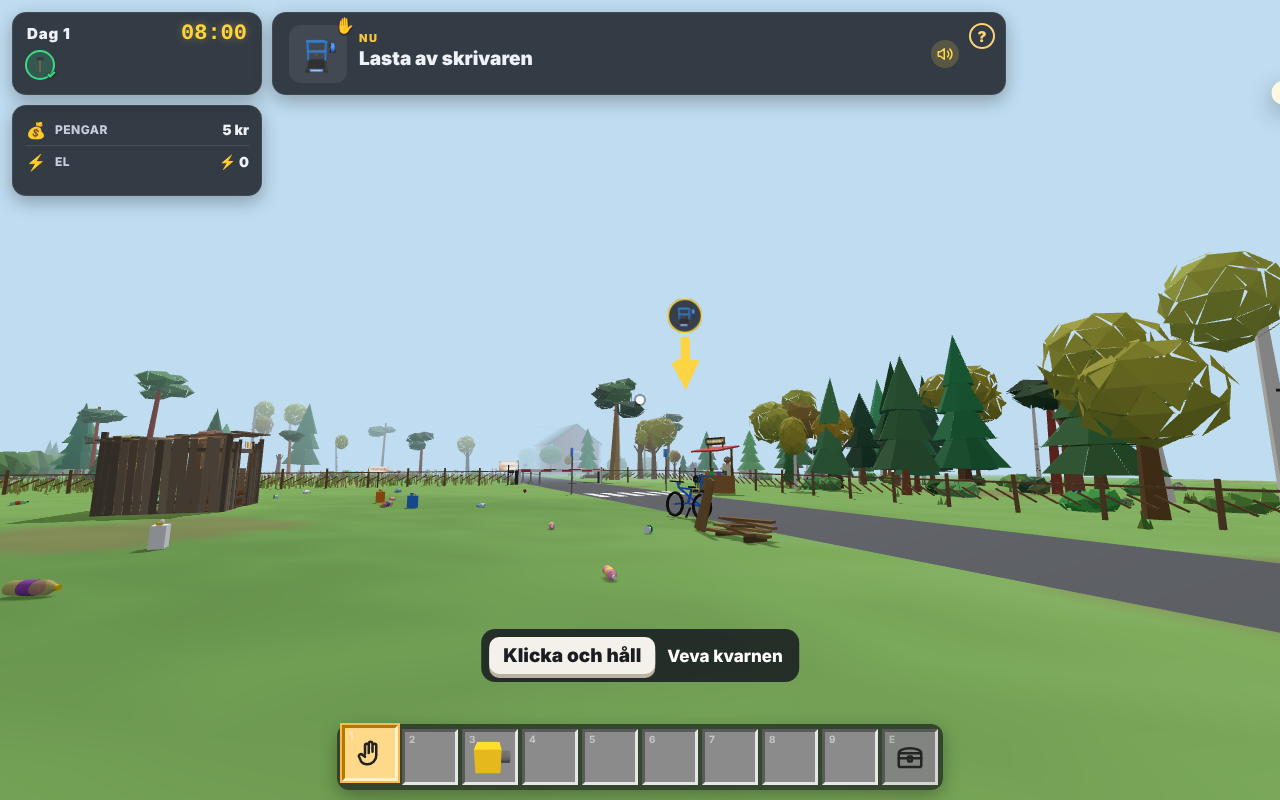 Dag 1
08:00
NU
Lasta av skrivaren
?
PENGAR
5 kr
EL
0
Klicka och håll
Veva kvarnen
1
2
3
4
5
6
7
8
9
E